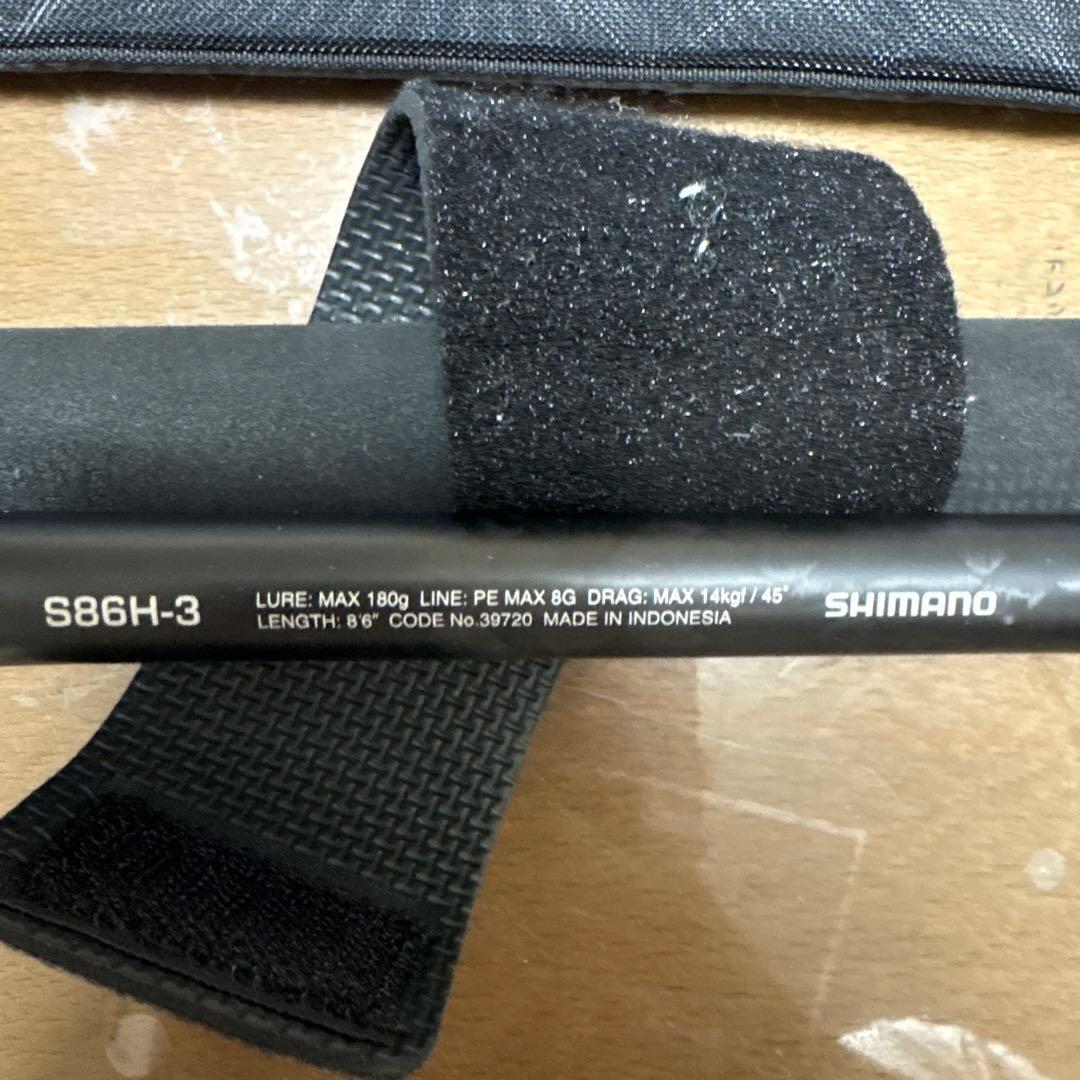 S86H-3
LURE: MAX 180g LINE: PE MAX 8G DRAG: MAX 14kgf / 45°
LENGTH: 8'6" CODE No.39720 MADE IN INDONESIA
SHIMANO